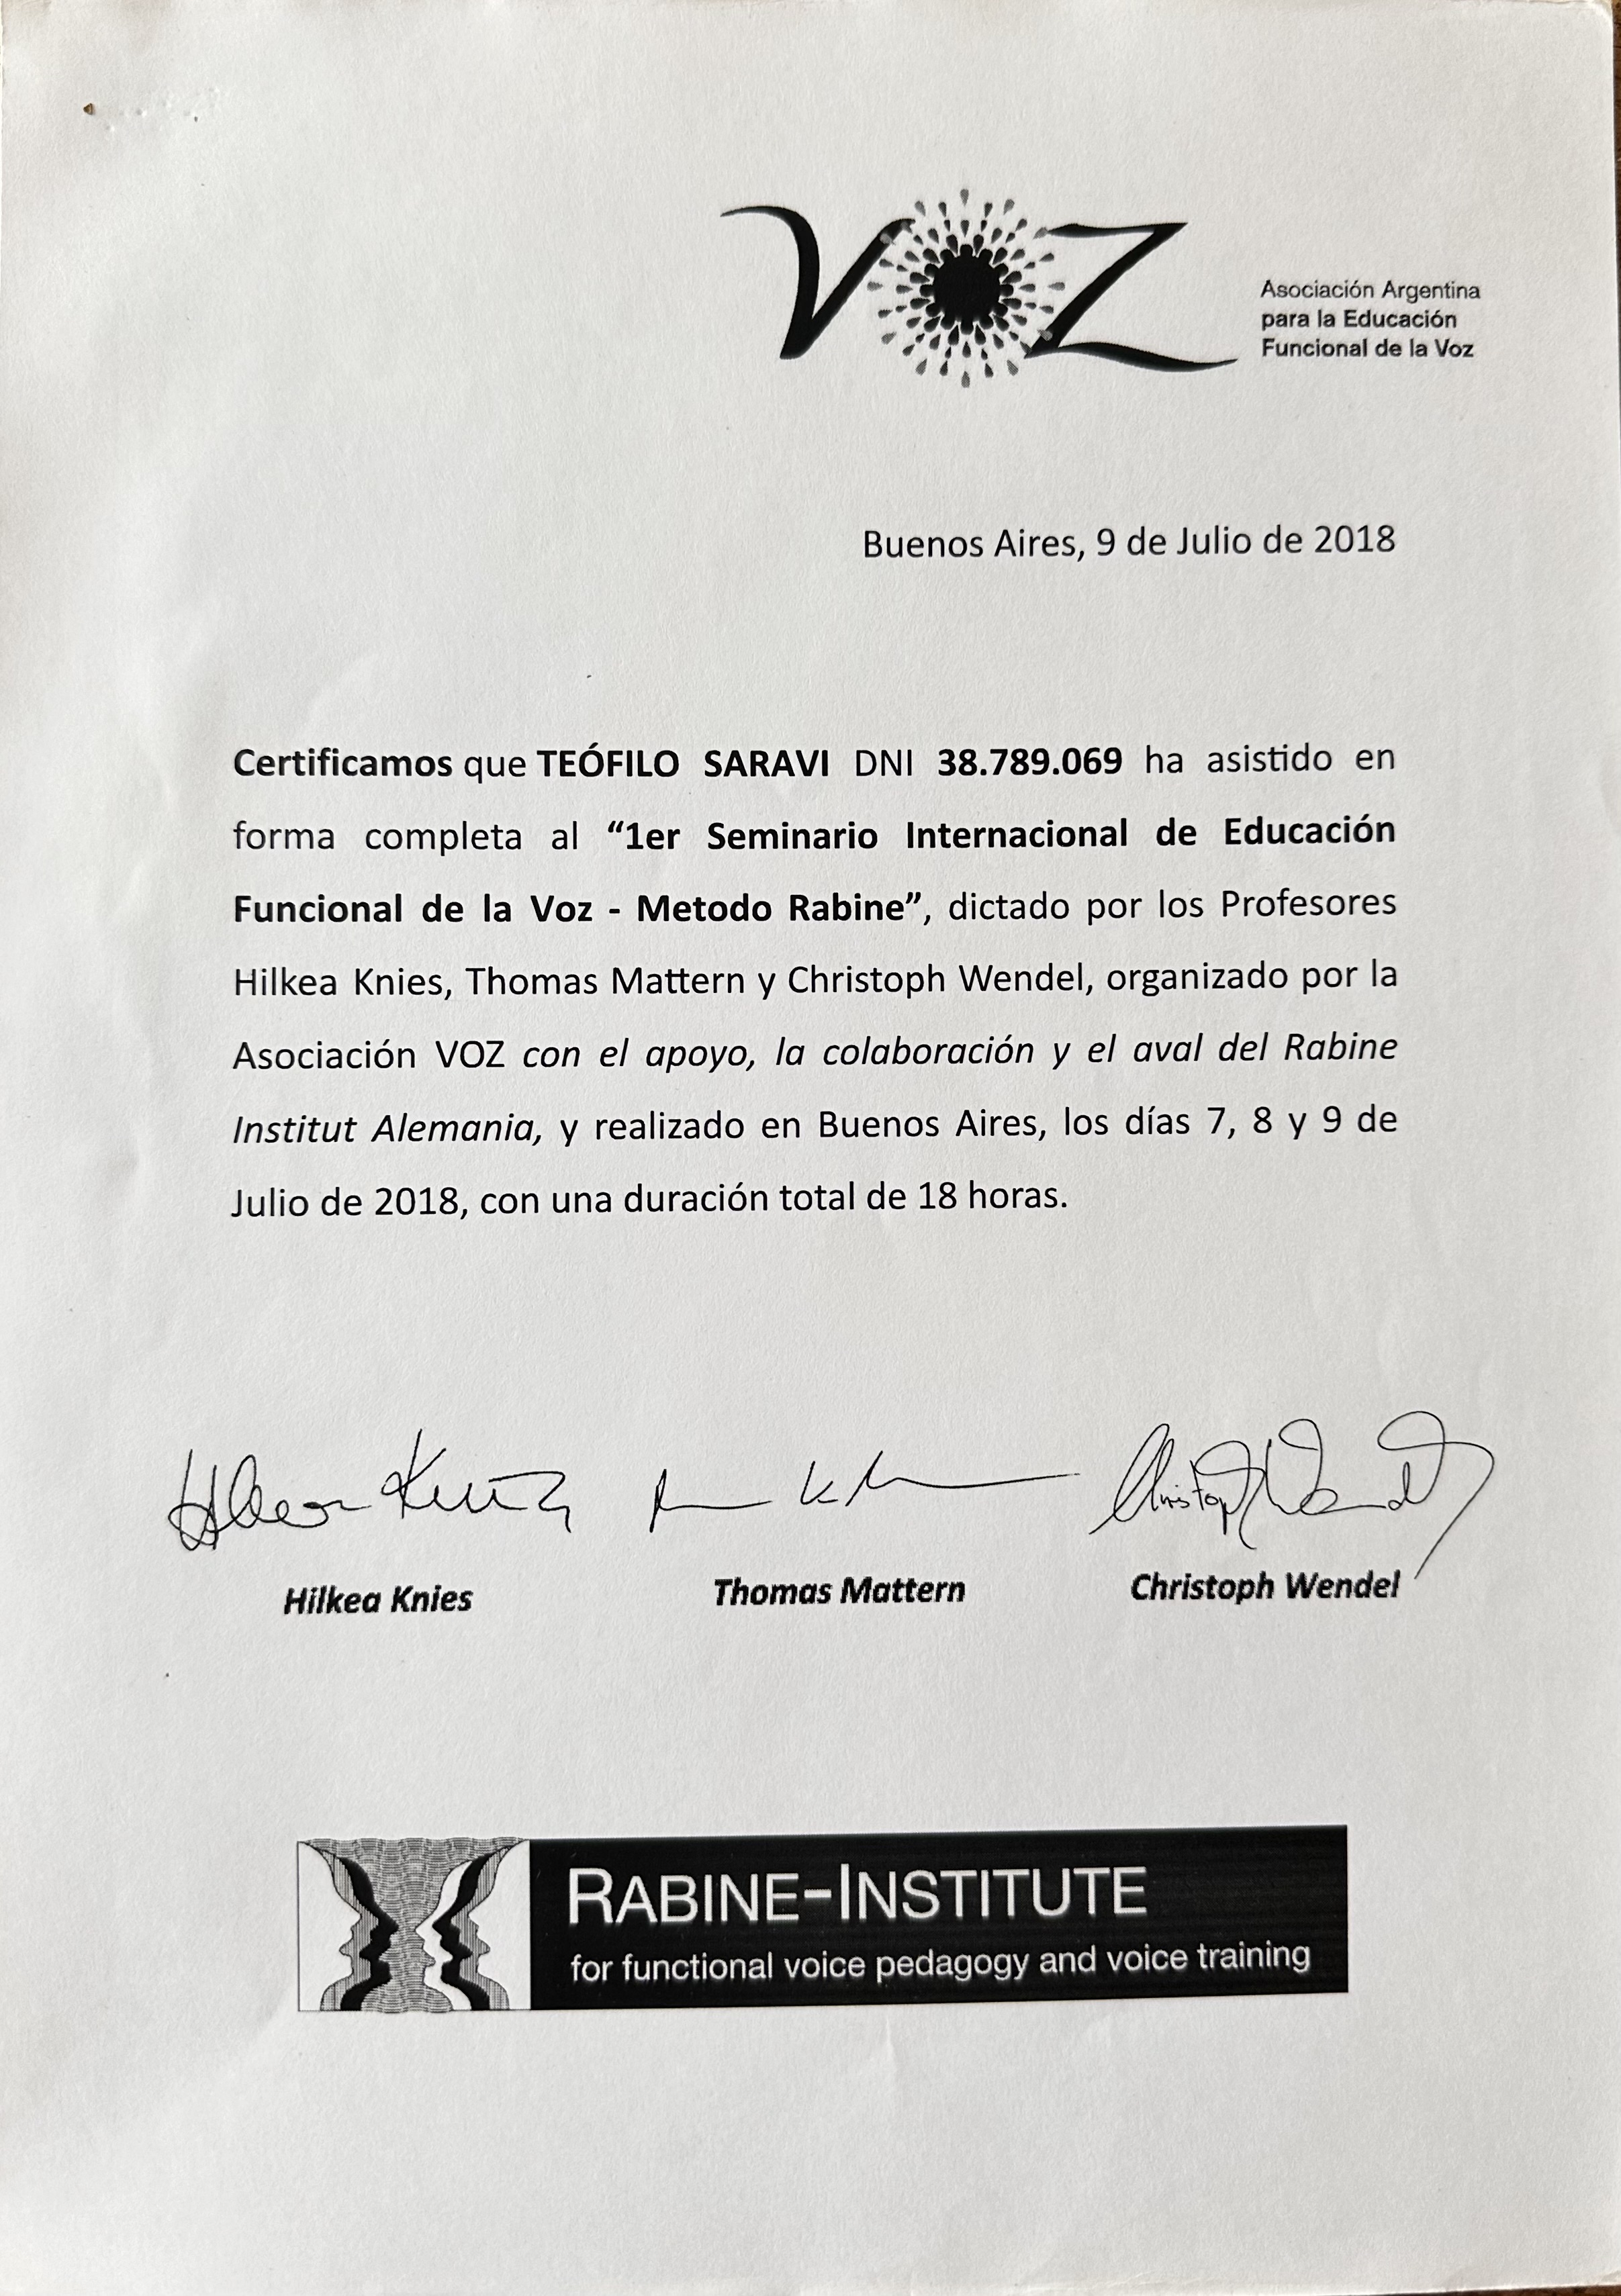 VOZ
Asociación Argentina
para la Educación
Funcional de la Voz
Buenos Aires, 9 de Julio de 2018
Certificamos que TEÓFILO SARAVI DNI 38.789.069 ha asistido en
forma completa al “1er Seminario Internacional de Educación
Funcional de la Voz - Metodo Rabine”, dictado por los Profesores
Hilkea Knies, Thomas Mattern y Christoph Wendel, organizado por la
Asociación VOZ con el apoyo, la colaboración y el aval del Rabine
Institut Alemania, y realizado en Buenos Aires, los días 7, 8 y 9 de
Julio de 2018, con una duración total de 18 horas.
Hilkea Knies Thomas Mattern Christoph Wendel
RABINE-INSTITUTE
for functional voice pedagogy and voice training